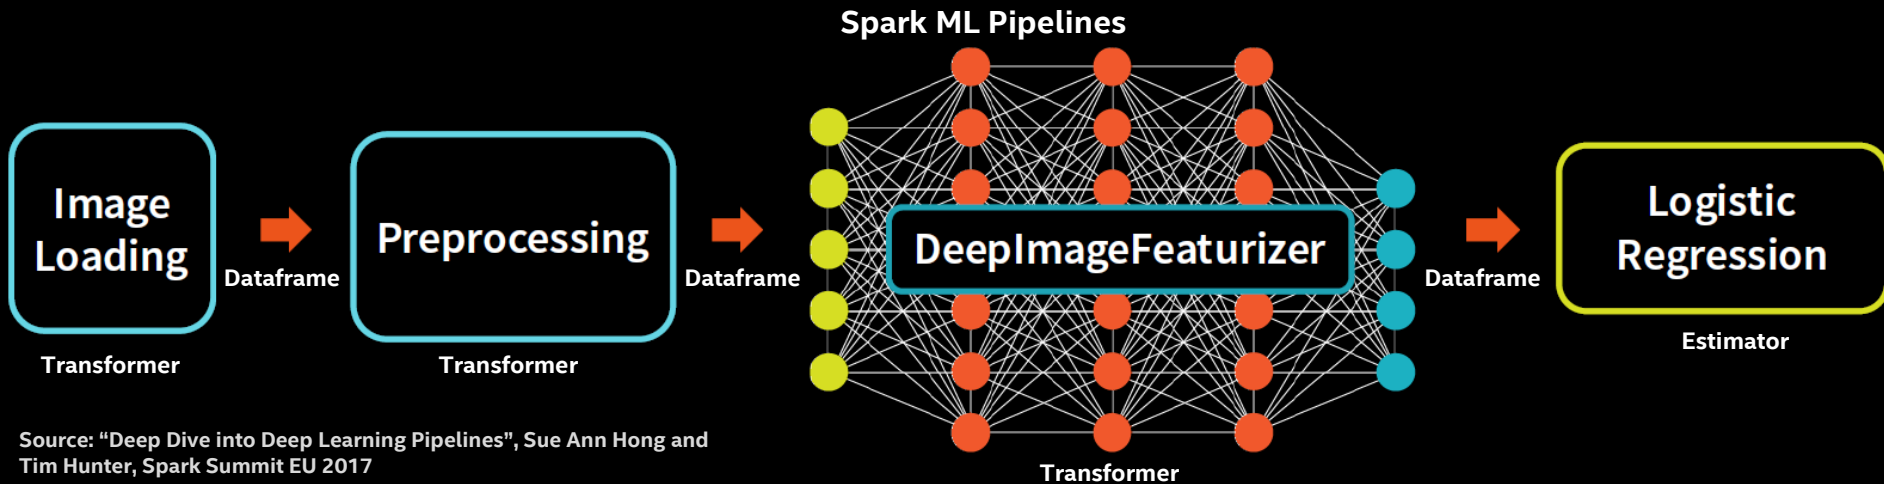 Spark ML Pipelines
Image
Loading
Transformer
Dataframe
Preprocessing
Transformer
Dataframe
DeepImageFeaturizer
Transformer
Dataframe
Logistic
Regression
Estimator
Source: “Deep Dive into Deep Learning Pipelines”, Sue Ann Hong and
Tim Hunter, Spark Summit EU 2017